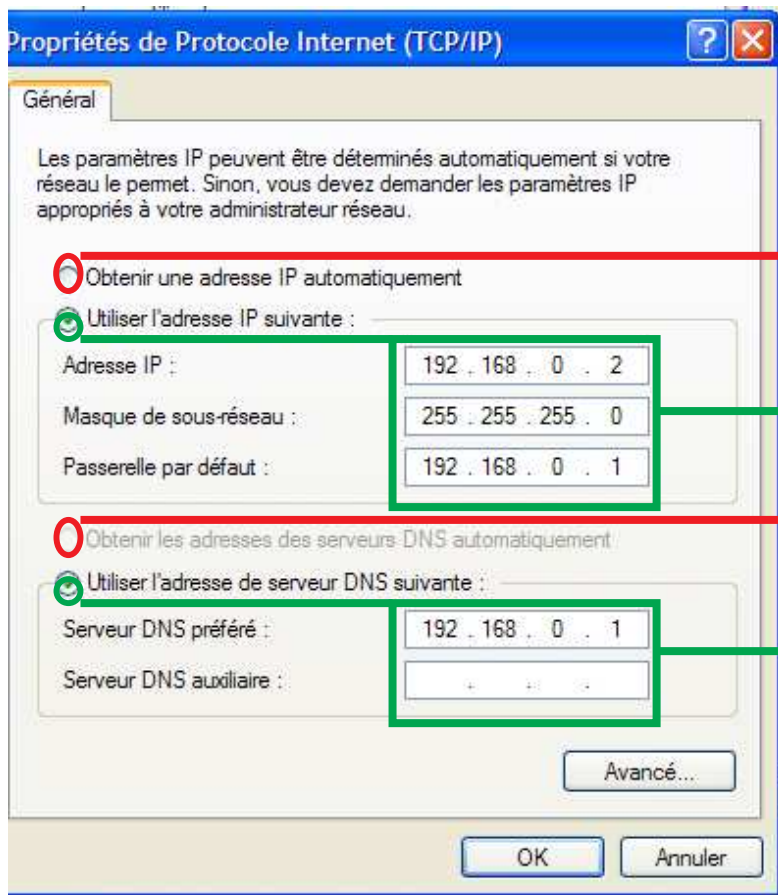 Propriétés de Protocole Internet (TCP/IP)
Général
Les paramètres IP peuvent être déterminés automatiquement si votre
réseau le permet. Sinon, vous devez demander les paramètres IP
appropriés à votre administrateur réseau.
Obtenir une adresse IP automatiquement
Utiliser l'adresse IP suivante :
Adresse IP : 192 . 168 . 0 . 2
Masque de sous-réseau : 255 . 255 . 255 . 0
Passerelle par défaut : 192 . 168 . 0 . 1
Obtenir les adresses des serveurs DNS automatiquement
Utiliser l'adresse de serveur DNS suivante :
Serveur DNS préféré : 192 . 168 . 0 . 1
Serveur DNS auxiliaire : . . .
Avancé...
OK Annuler